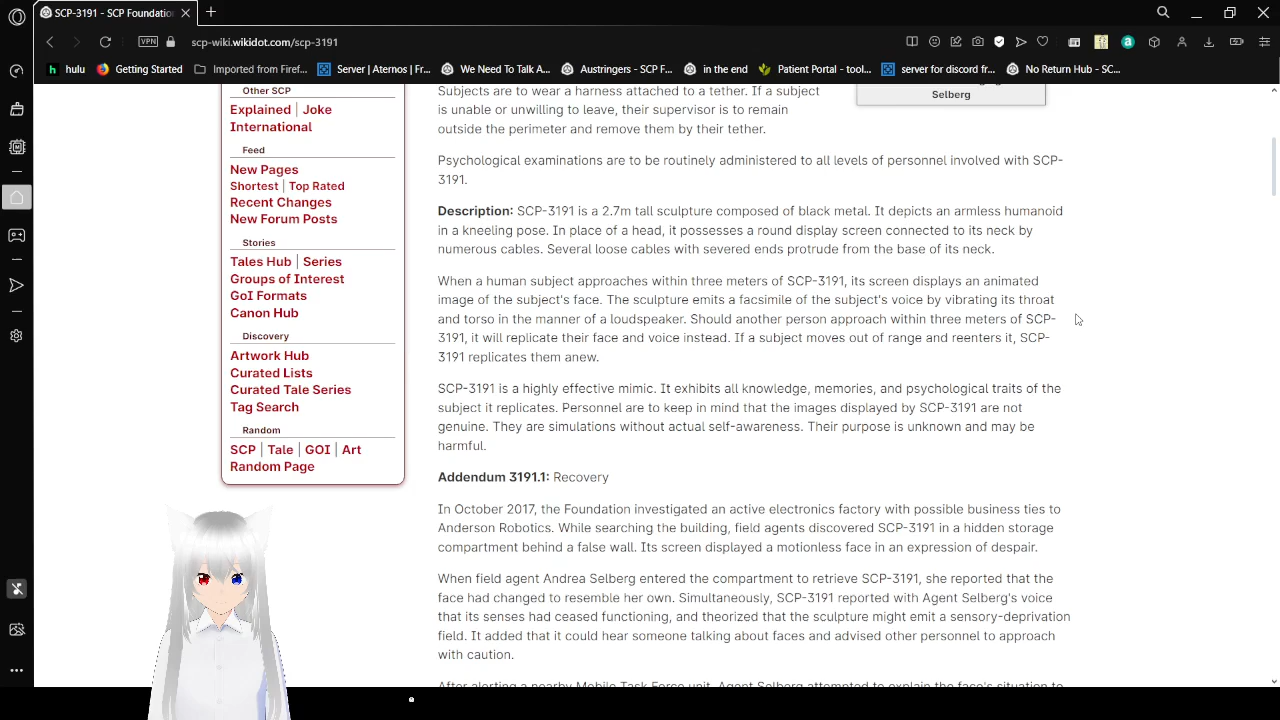 SCP-3191 - SCP Foundation
scp-wiki.wikidot.com/scp-3191
VPN
hulu
Getting Started
Imported from Firef...
Server | Aternos | Fr...
We Need To Talk A...
Austringers - SCP F...
in the end
Patient Portal - tool...
server for discord fr...
No Return Hub - SC...
Other SCP
Explained | Joke
International
Feed
New Pages
Shortest | Top Rated
Recent Changes
New Forum Posts
Stories
Tales Hub | Series
Groups of Interest
GoI Formats
Canon Hub
Discovery
Artwork Hub
Curated Lists
Curated Tale Series
Tag Search
Random
SCP | Tale | GOI | Art
Random Page
Selberg
Subjects are to wear a harness attached to a tether. If a subject
is unable or unwilling to leave, their supervisor is to remain
outside the perimeter and remove them by their tether.
Psychological examinations are to be routinely administered to all levels of personnel involved with SCP-
3191.
Description: SCP-3191 is a 2.7m tall sculpture composed of black metal. It depicts an armless humanoid
in a kneeling pose. In place of a head, it possesses a round display screen connected to its neck by
numerous cables. Several loose cables with severed ends protrude from the base of its neck.
When a human subject approaches within three meters of SCP-3191, its screen displays an animated
image of the subject's face. The sculpture emits a facsimile of the subject's voice by vibrating its throat
and torso in the manner of a loudspeaker. Should another person approach within three meters of SCP-
3191, it will replicate their face and voice instead. If a subject moves out of range and reenters it, SCP-
3191 replicates them anew.
SCP-3191 is a highly effective mimic. It exhibits all knowledge, memories, and psychological traits of the
subject it replicates. Personnel are to keep in mind that the images displayed by SCP-3191 are not
genuine. They are simulations without actual self-awareness. Their purpose is unknown and may be
harmful.
Addendum 3191.1: Recovery
In October 2017, the Foundation investigated an active electronics factory with possible business ties to
Anderson Robotics. While searching the building, field agents discovered SCP-3191 in a hidden storage
compartment behind a false wall. Its screen displayed a motionless face in an expression of despair.
When field agent Andrea Selberg entered the compartment to retrieve SCP-3191, she reported that the
face had changed to resemble her own. Simultaneously, SCP-3191 reported with Agent Selberg's voice
that its senses had ceased functioning, and theorized that the sculpture might emit a sensory-deprivation
field. It added that it could hear someone talking about faces and advised other personnel to approach
with caution.
After alerting a nearby Mobile Task Force unit, Agent Selberg attempted to explain the face's situation to